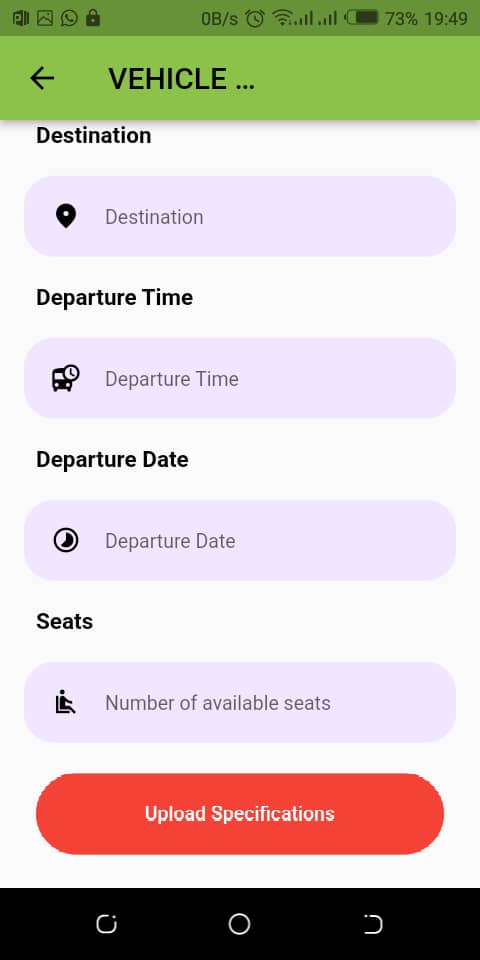 0B/s 73% 19:49
VEHICLE ...
Destination
Destination
Departure Time
Departure Time
Departure Date
Departure Date
Seats
Number of available seats
Upload Specifications